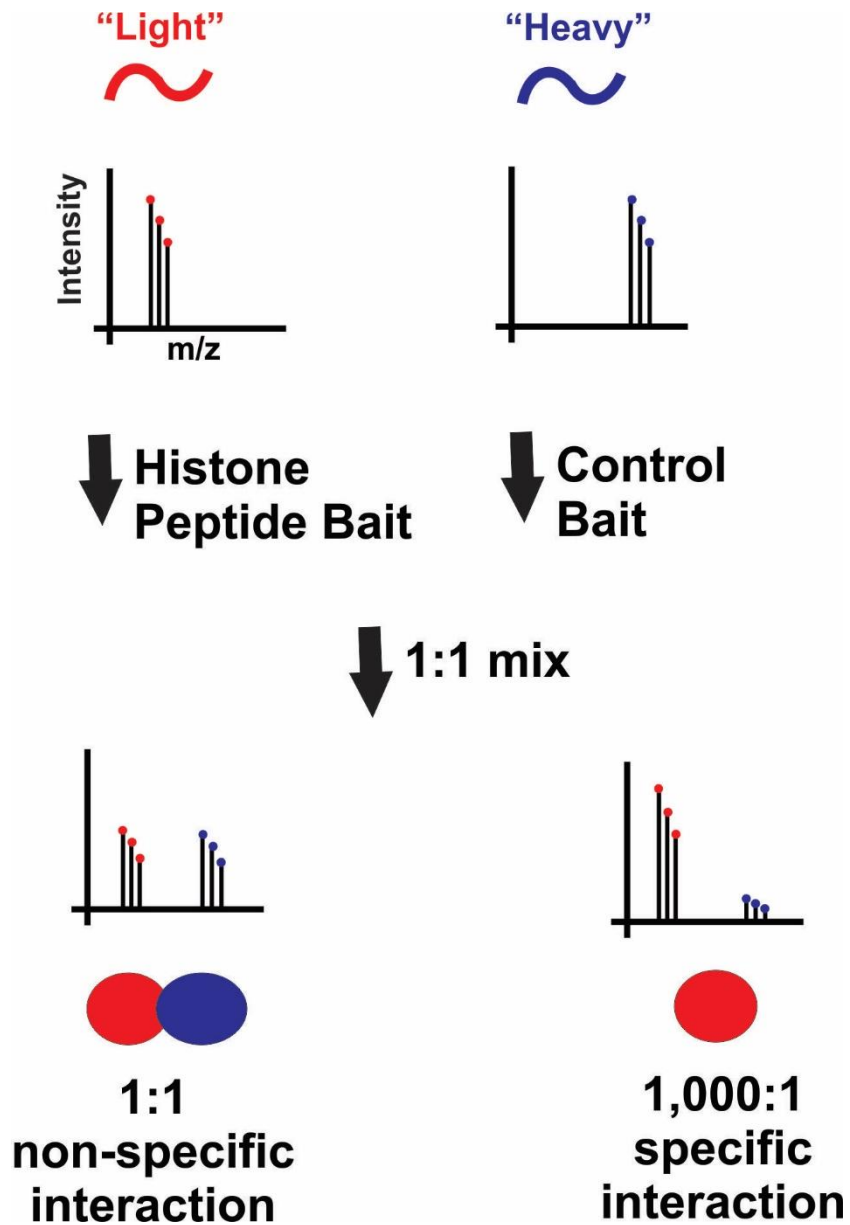 “Light”
“Heavy”
Intensity
m/z
Histone
Peptide Bait
Control
Bait
1:1 mix
1:1
non-specific
interaction
1,000:1
specific
interaction